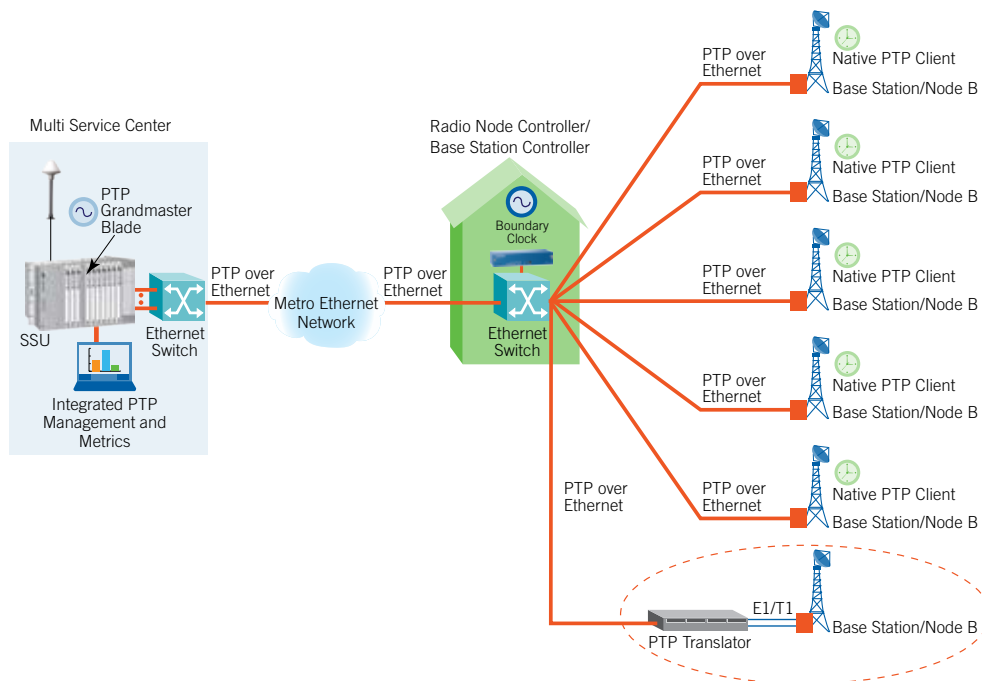 Multi Service Center
PTP
Grandmaster
Blade
SSU
Ethernet
Switch
Integrated PTP
Management and
Metrics
PTP over
Ethernet
Metro Ethernet
Network
PTP over
Ethernet
Radio Node Controller/
Base Station Controller
Boundary
Clock
Ethernet
Switch
PTP over
Ethernet
Native PTP Client
Base Station/Node B
PTP over
Ethernet
Native PTP Client
Base Station/Node B
PTP over
Ethernet
Native PTP Client
Base Station/Node B
PTP over
Ethernet
Native PTP Client
Base Station/Node B
PTP over
Ethernet
Native PTP Client
Base Station/Node B
PTP over
Ethernet
PTP Translator
E1/T1
Base Station/Node B